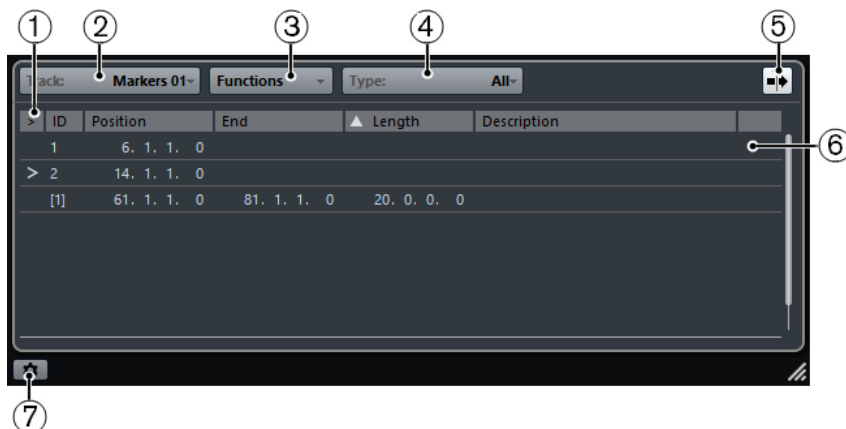 1 2 3 4 5
Track: Markers 01 Functions Type: All
> ID Position End Length Description
1 6. 1. 1. 0
6
> 2 14. 1. 1. 0
[1] 61. 1. 1. 0 81. 1. 1. 0 20. 0. 0. 0
7